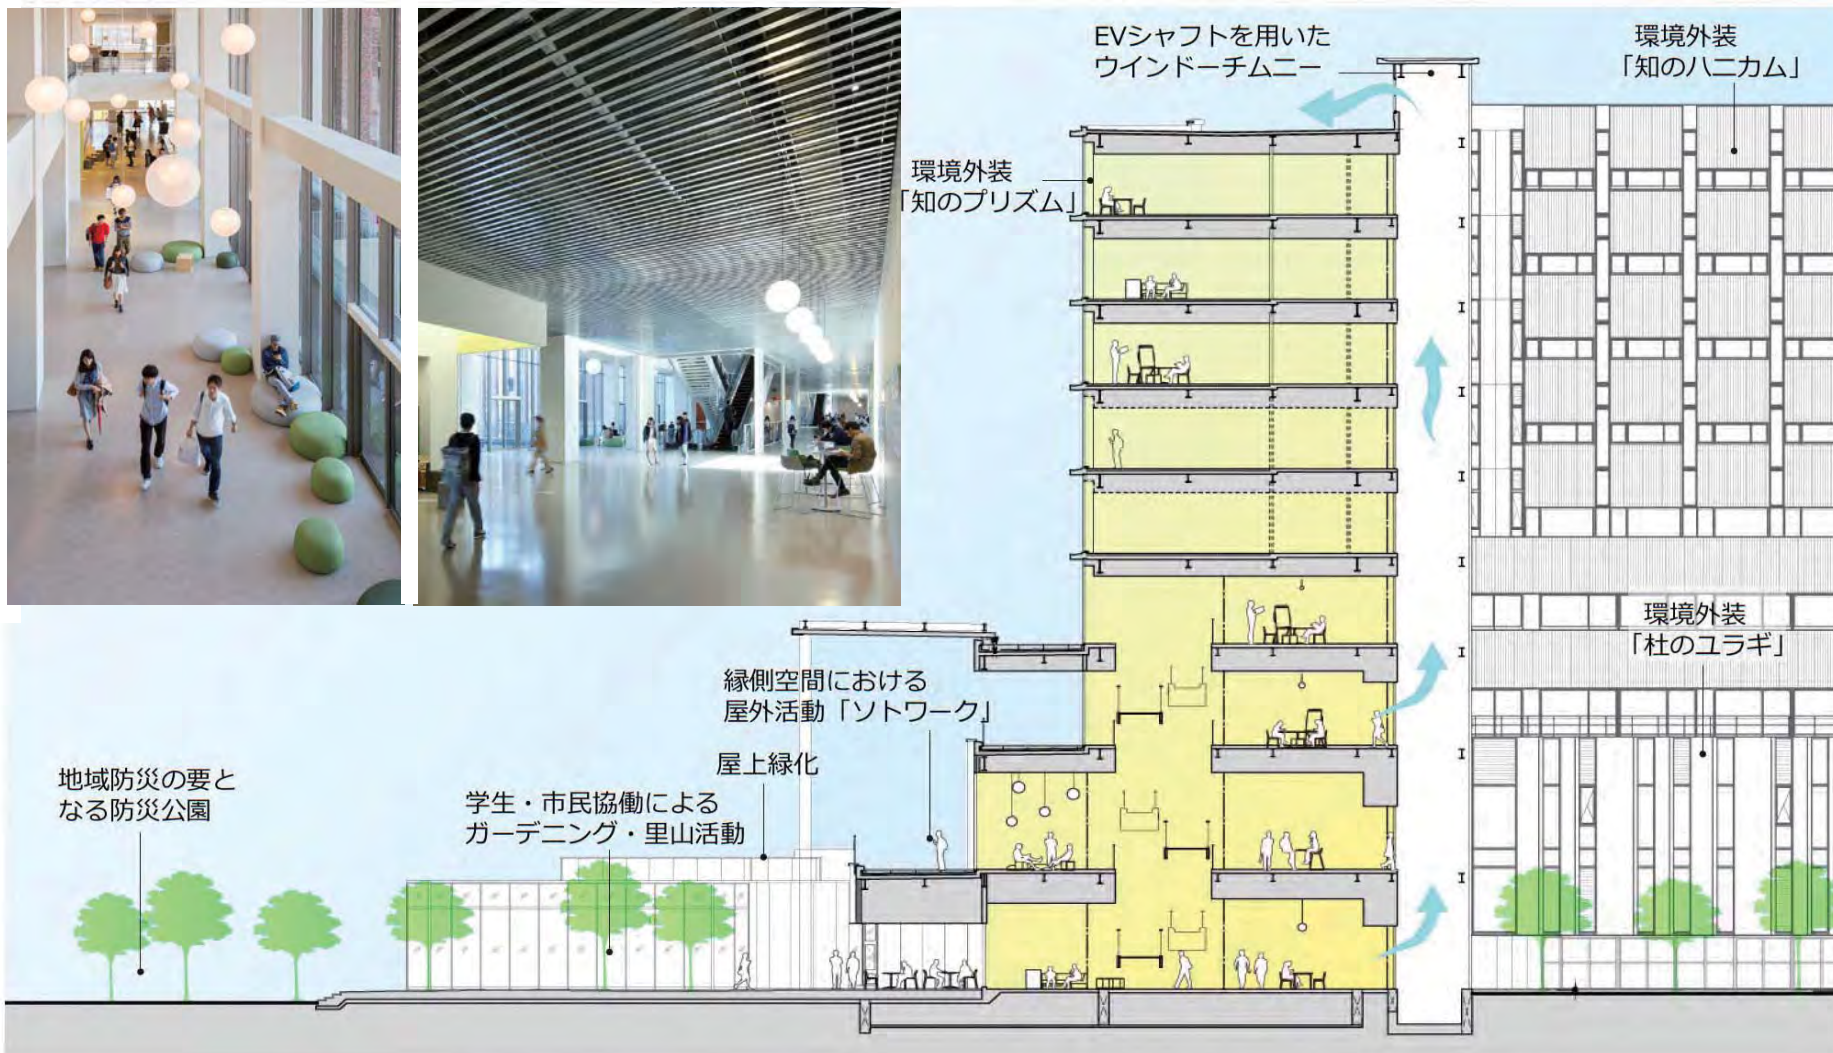 EVシャフトを用いた
ウインドーチムニー
環境外装
「知のハニカム」
環境外装
「知のプリズム」
環境外装
「杜のユラギ」
縁側空間における
屋外活動「ソトワーク」
屋上緑化
地域防災の要と
なる防災公園
学生・市民協働による
ガーデニング・里山活動